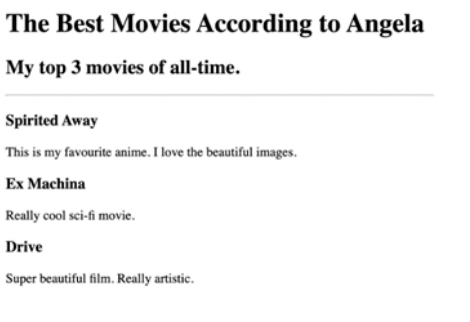 The Best Movies According to Angela
My top 3 movies of all-time.
Spirited Away
This is my favourite anime. I love the beautiful images.
Ex Machina
Really cool sci-fi movie.
Drive
Super beautiful film. Really artistic.